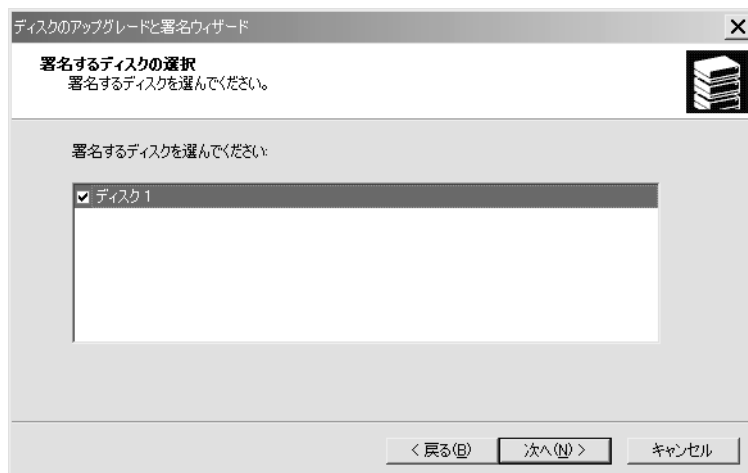 ディスクのアップグレードと署名ウィザード
署名するディスクの選択
署名するディスクを選んでください。
署名するディスクを選んでください:
ディスク 1
< 戻る(B)
次へ(N) >
キャンセル